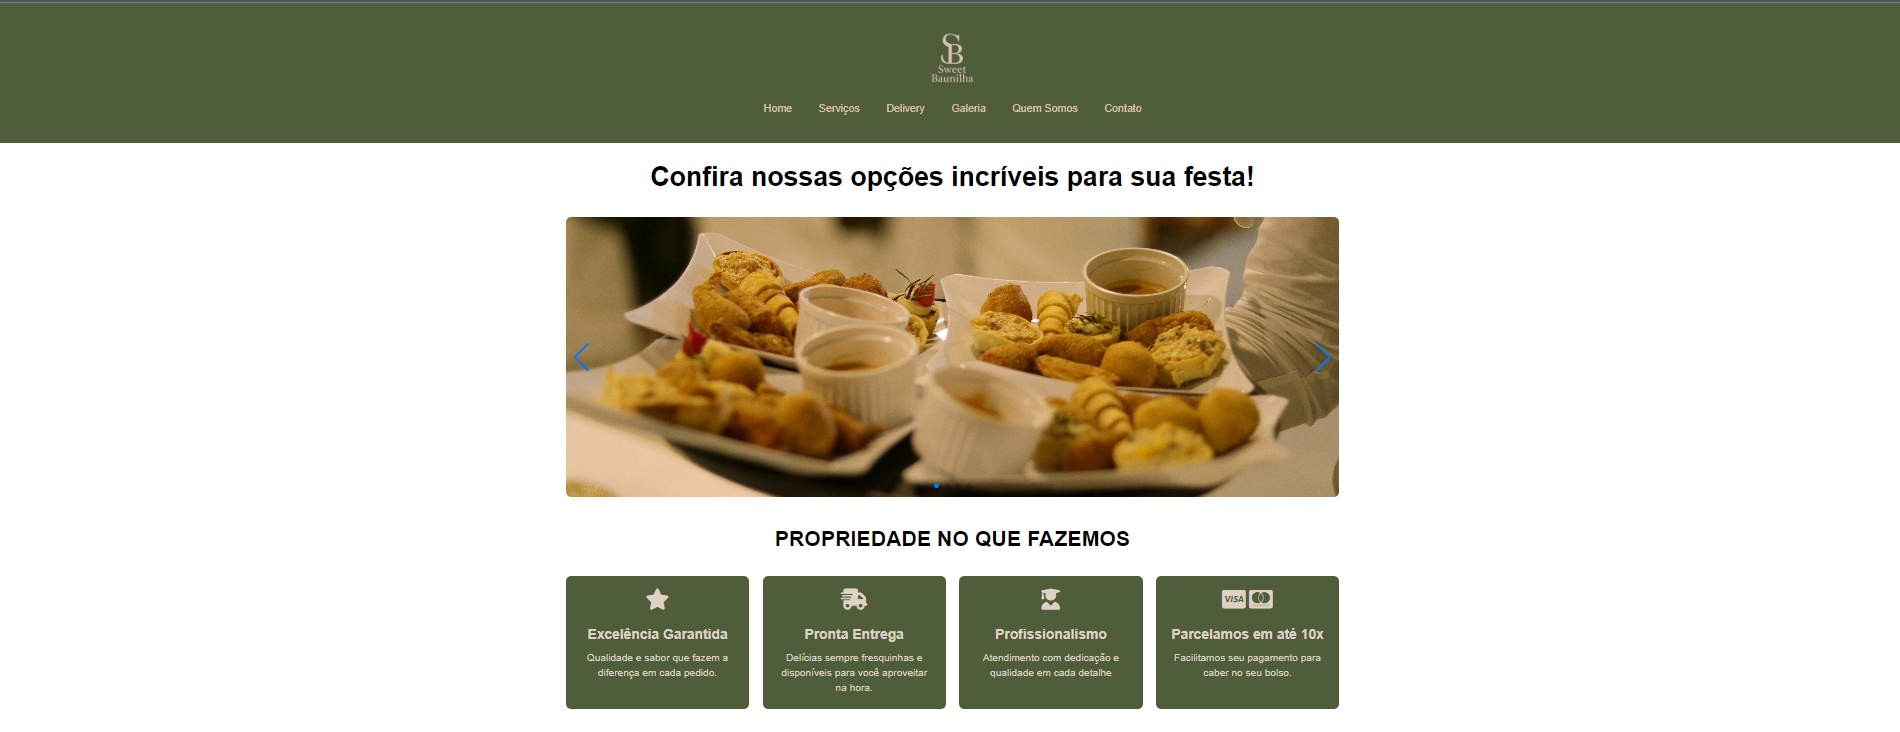 SB
Sweet
Baunilha
Home Serviços Delivery Galeria Quem Somos Contato
Confira nossas opções incríveis para sua festa!
PROPRIEDADE NO QUE FAZEMOS
Excelência Garantida
Qualidade e sabor que fazem a
diferença em cada pedido.
Pronta Entrega
Delícias sempre fresquinhas e
disponíveis para você aproveitar
na hora.
Profissionalismo
Atendimento com dedicação e
qualidade em cada detalhe
VISA
Parcelamos em até 10x
Facilitamos seu pagamento para
caber no seu bolso.